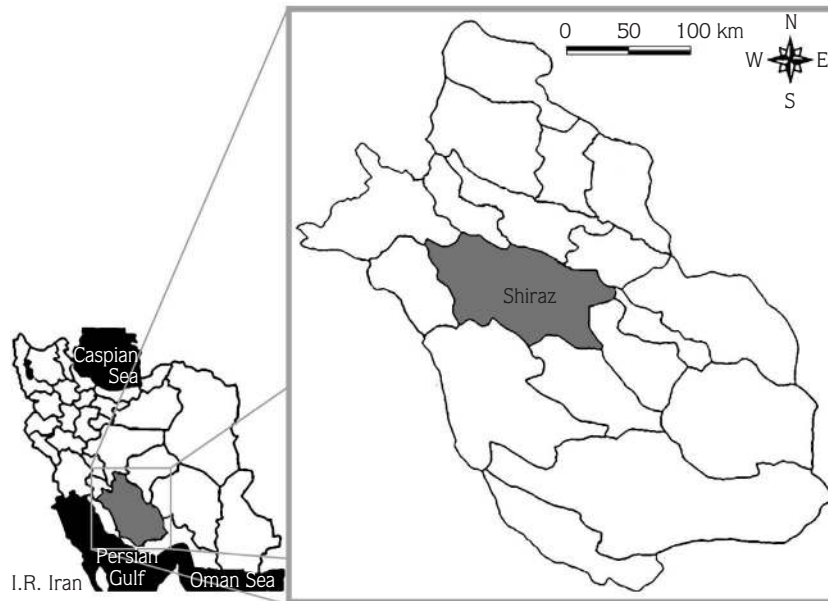 0 50 100 km
N
W E
S
Shiraz
Caspian
Sea
Persian
Gulf
Oman Sea
I.R. Iran